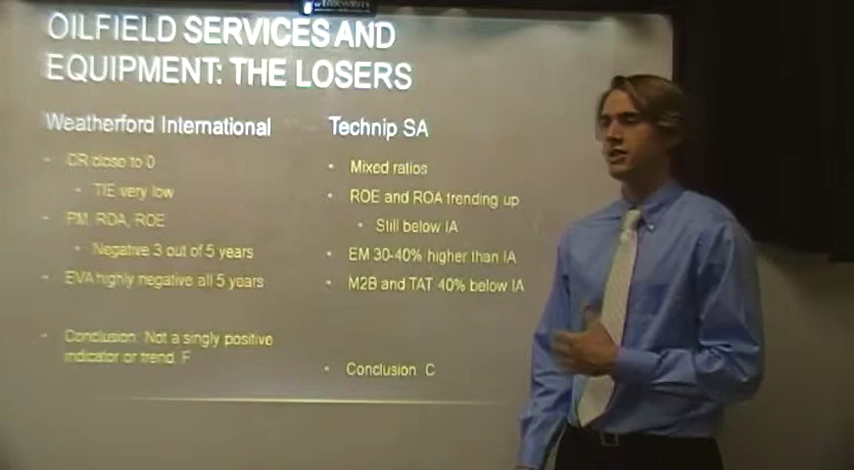 OILFIELD SERVICES AND
EQUIPMENT: THE LOSERS
Weatherford International
- CR close to 0
- TIE very low
- PM, ROA, ROE
- Negative 3 out of 5 years
- EVA highly negative all 5 years
- Conclusion: Not a singly positive
indicator or trend. F
Technip SA
• Mixed ratios
• ROE and ROA trending up
• Still below IA
• EM 30-40% higher than IA
• M2B and TAT 40% below IA
• Conclusion: C